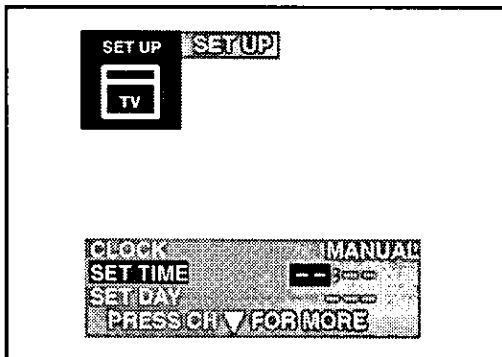 SET UP SET UP
TV
CLOCK MANUAL
SET TIME --:--
SET DAY ---
PRESS CH ▽ FOR MORE